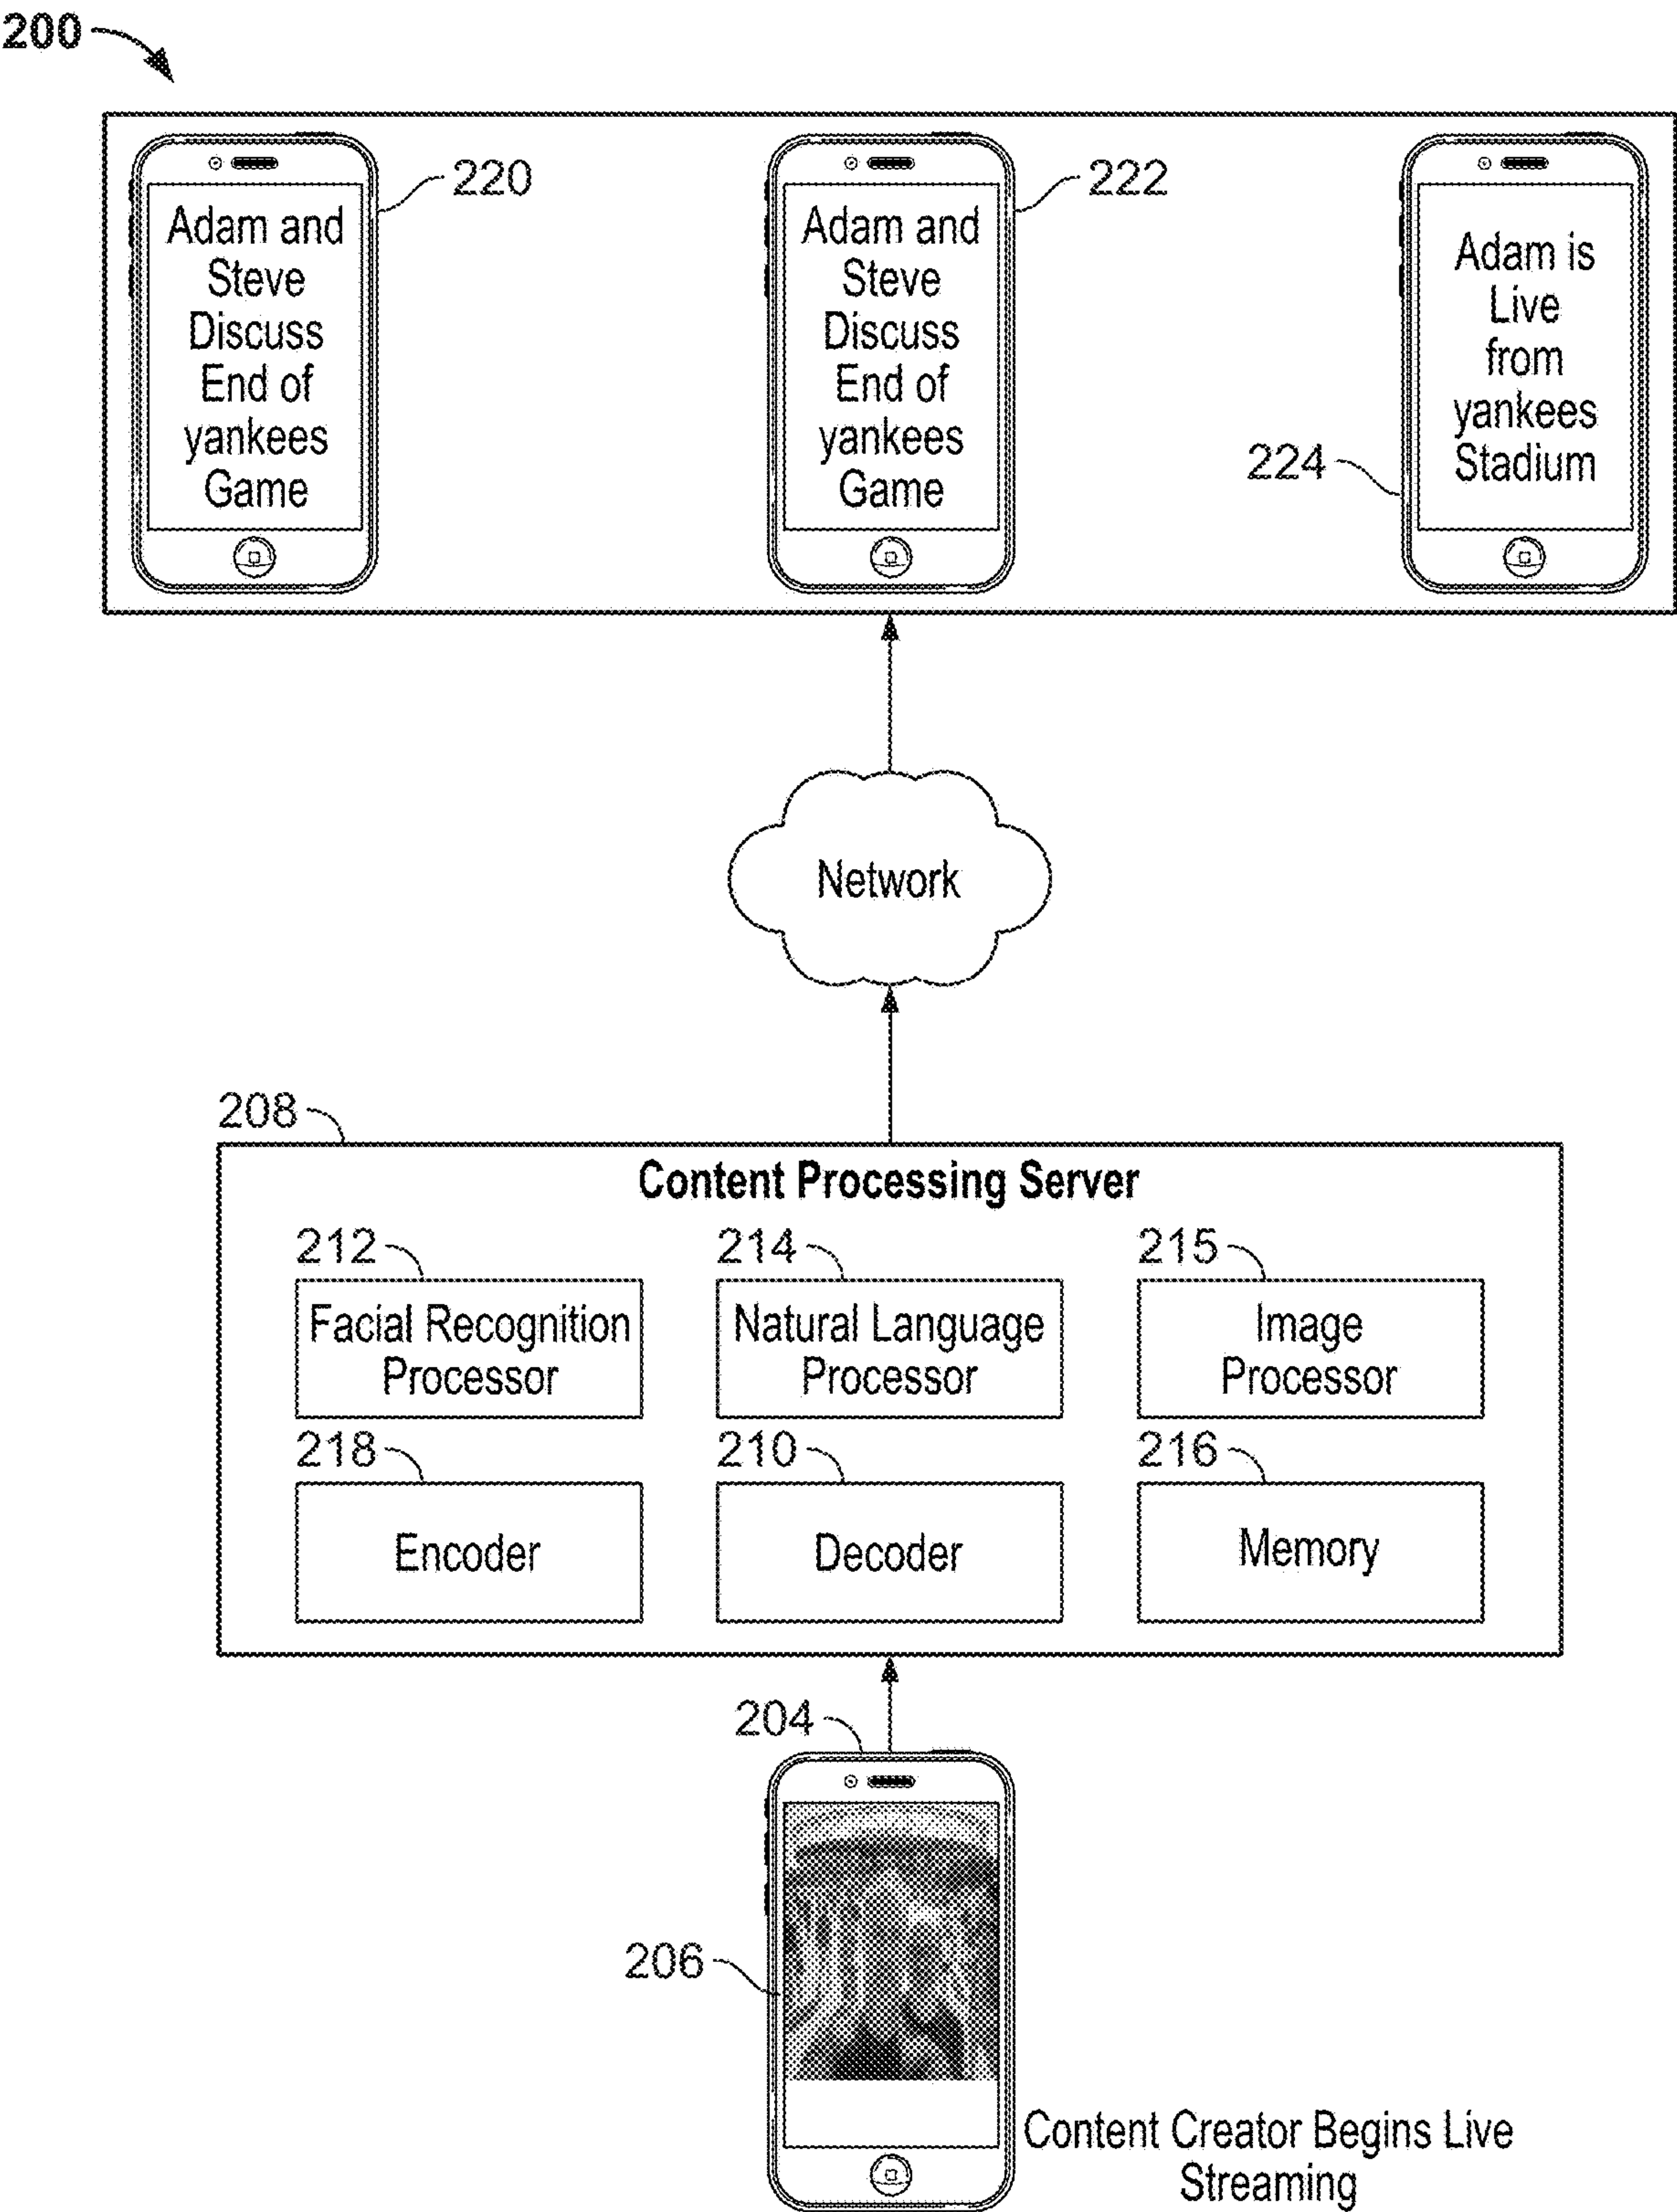 200
220
222
224
Adam and
Steve
Discuss
End of
yankees
Game
Adam and
Steve
Discuss
End of
yankees
Game
Adam is
Live
from
yankees
Stadium
Network
208
Content Processing Server
212
214
215
Facial Recognition
Processor
Natural Language
Processor
Image
Processor
218
210
216
Encoder
Decoder
Memory
204
206
Content Creator Begins Live
Streaming